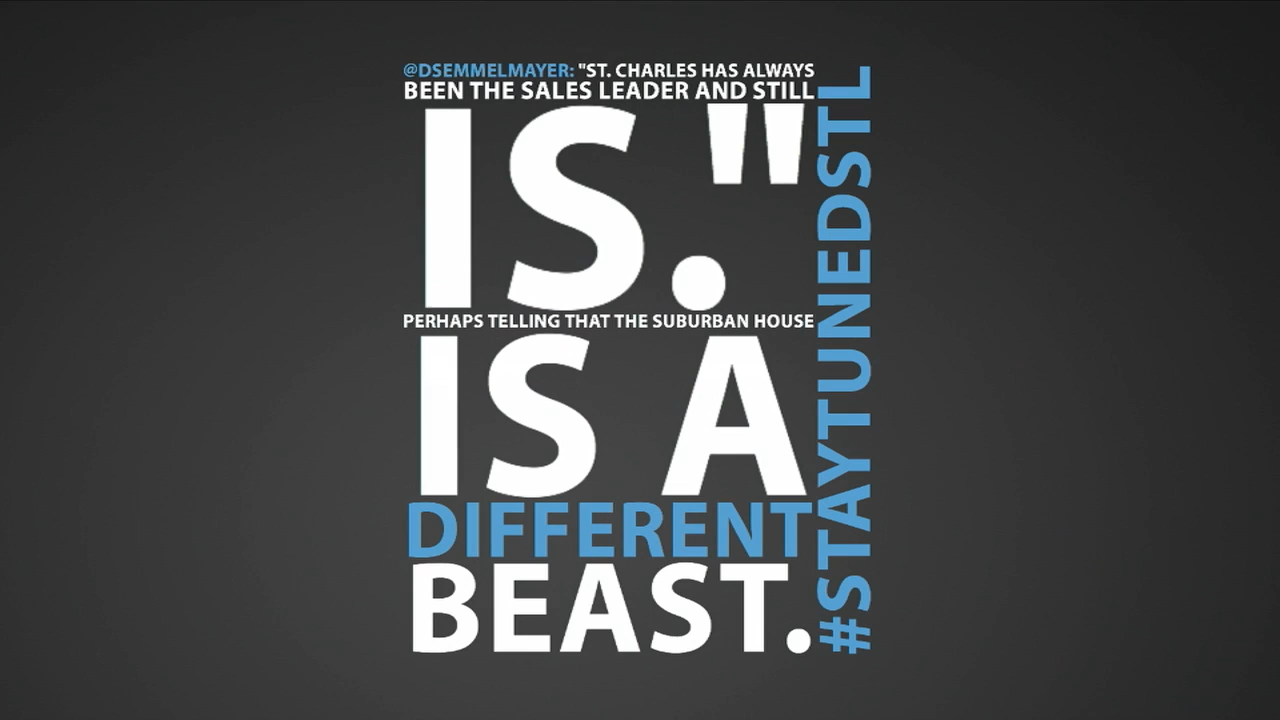 @DSEMMELMAYER: "ST. CHARLES HAS ALWAYS
BEEN THE SALES LEADER AND STILL
IS."
PERHAPS TELLING THAT THE SUBURBAN HOUSE
IS A
DIFFERENT
BEAST.
#STAYTUNEDSTL